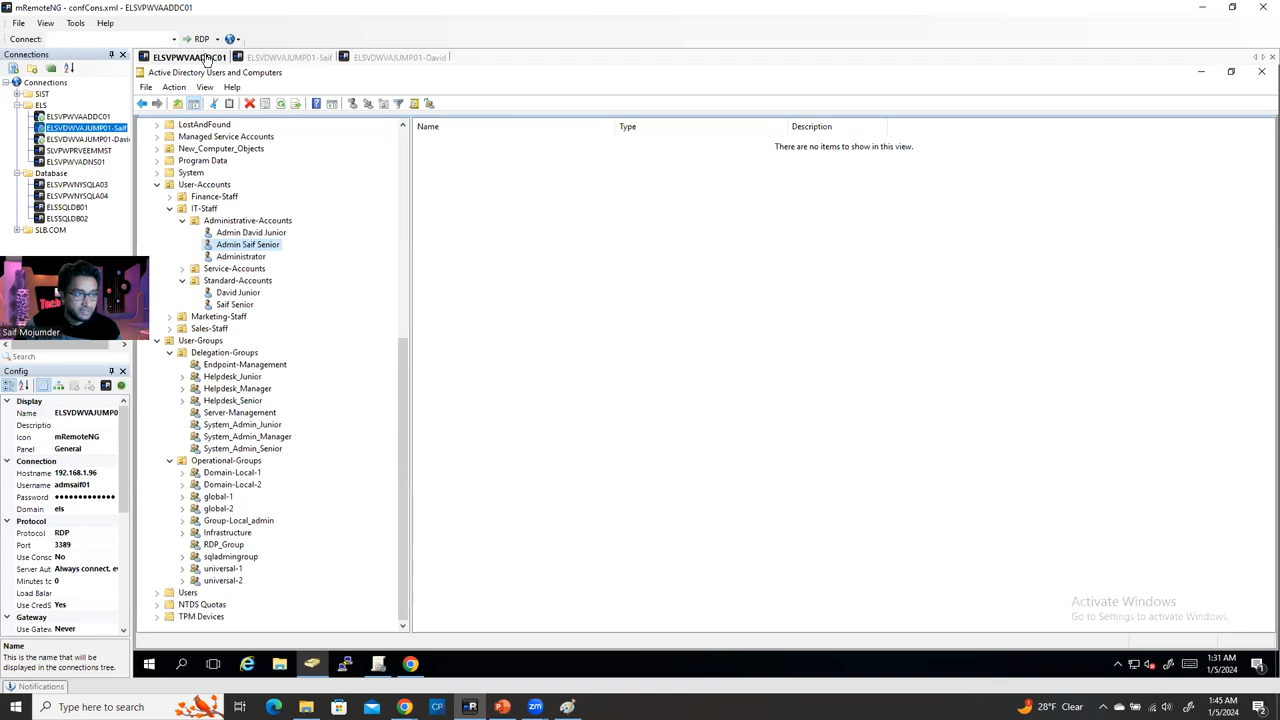 mRemoteNG - confCons.xml - ELSVPWVAADDC01
File View Tools Help
Connect: RDP
Connections
ELSVPWVAADDC01 ELSVDWVAJUMP01-Saif ELSVDWVAJUMP01-David
Active Directory Users and Computers
File Action View Help
Connections
SIST
ELS
ELSVPWVAADDC01
ELSVDWVAJUMP01-Saif
ELSVDWVAJUMP01-Davi
SLVPWPRVEEMMST
ELSVPWVVADNS01
Database
ELSVPWNYSQLA03
ELSVPWNYSQLA04
ELSSQLDB01
ELSSQLDB02
SLB.COM
Saif Mojumder
Search
Config
Display
Name ELSVDWVAJUMP0
Descriptio
Icon mRemoteNG
Panel General
Connection
Hostname 192.168.1.96
Username admsaif01
Password ●●●●●●●●●●●●
Domain els
Protocol
Protocol RDP
Port 3389
Use Consc No
Server Aut Always connect, e
Minutes tc 0
Load Balar
Use CredS Yes
Gateway
Use Gatew Never
Name
This is the name that will be
displayed in the connections tree.
Notifications
LostAndFound
Managed Service Accounts
New_Computer_Objects
Program Data
System
User-Accounts
Finance-Staff
IT-Staff
Administrative-Accounts
Admin David Junior
Admin Saif Senior
Administrator
Service-Accounts
Standard-Accounts
David Junior
Saif Senior
Marketing-Staff
Sales-Staff
User-Groups
Delegation-Groups
Endpoint-Management
Helpdesk_Junior
Helpdesk_Manager
Helpdesk_Senior
Server-Management
System_Admin_Junior
System_Admin_Manager
System_Admin_Senior
Operational-Groups
Domain-Local-1
Domain-Local-2
global-1
global-2
Group-Local_admin
Infrastructure
RDP_Group
sqladmingroup
universal-1
universal-2
Users
NTDS Quotas
TPM Devices
Name Type Description
There are no items to show in this view.
Activate Windows
Go to Settings to activate Windows.
1:31 AM
1/5/2024
Type here to search
28°F Clear
1:45 AM
1/5/2024